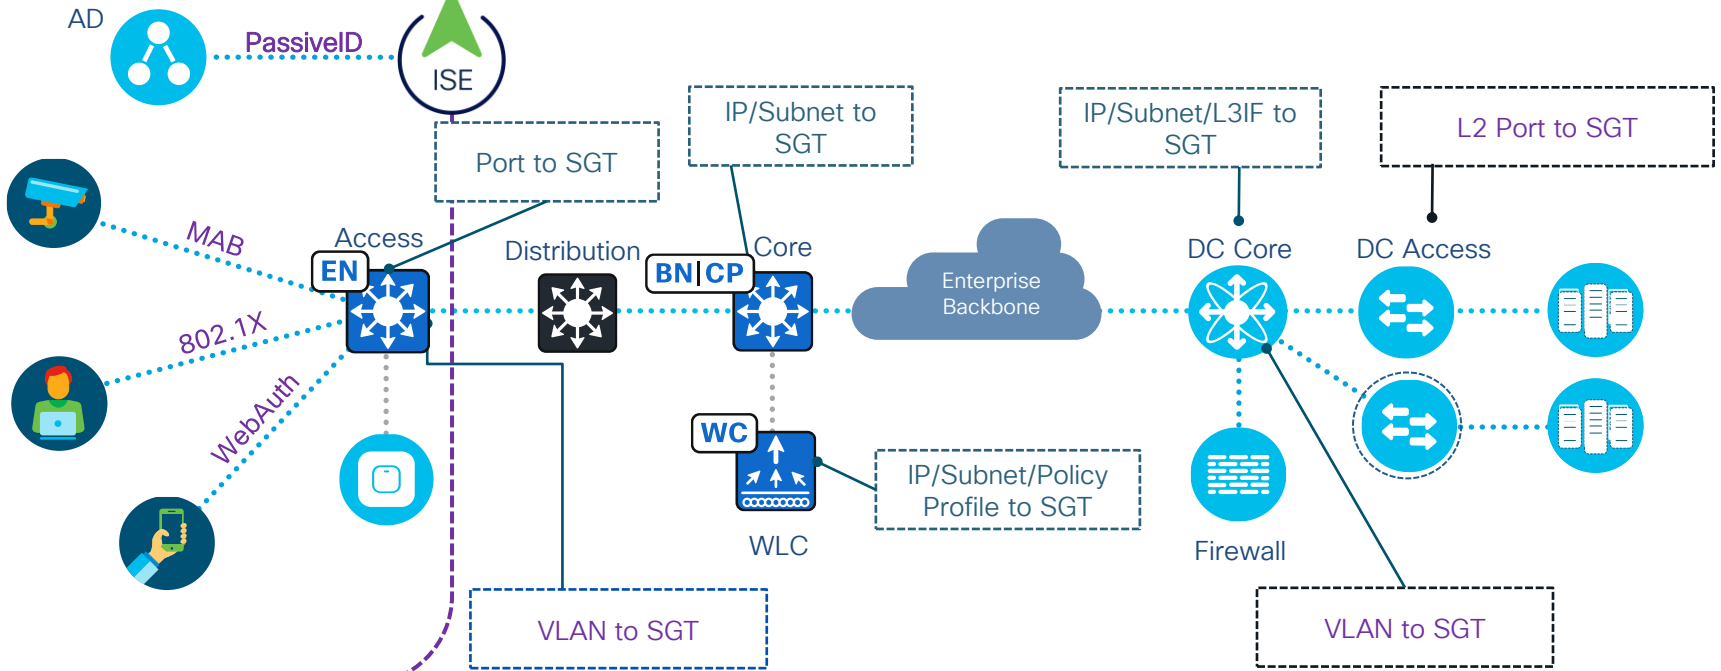 AD
PassiveID
ISE
Port to SGT
IP/Subnet to
SGT
IP/Subnet/L3IF to
SGT
L2 Port to SGT
MAB
802.1X
WebAuth
Access
EN
Distribution
BN|CP
Core
Enterprise
Backbone
DC Core
DC Access
WC
WLC
IP/Subnet/Policy
Profile to SGT
Firewall
VLAN to SGT
VLAN to SGT